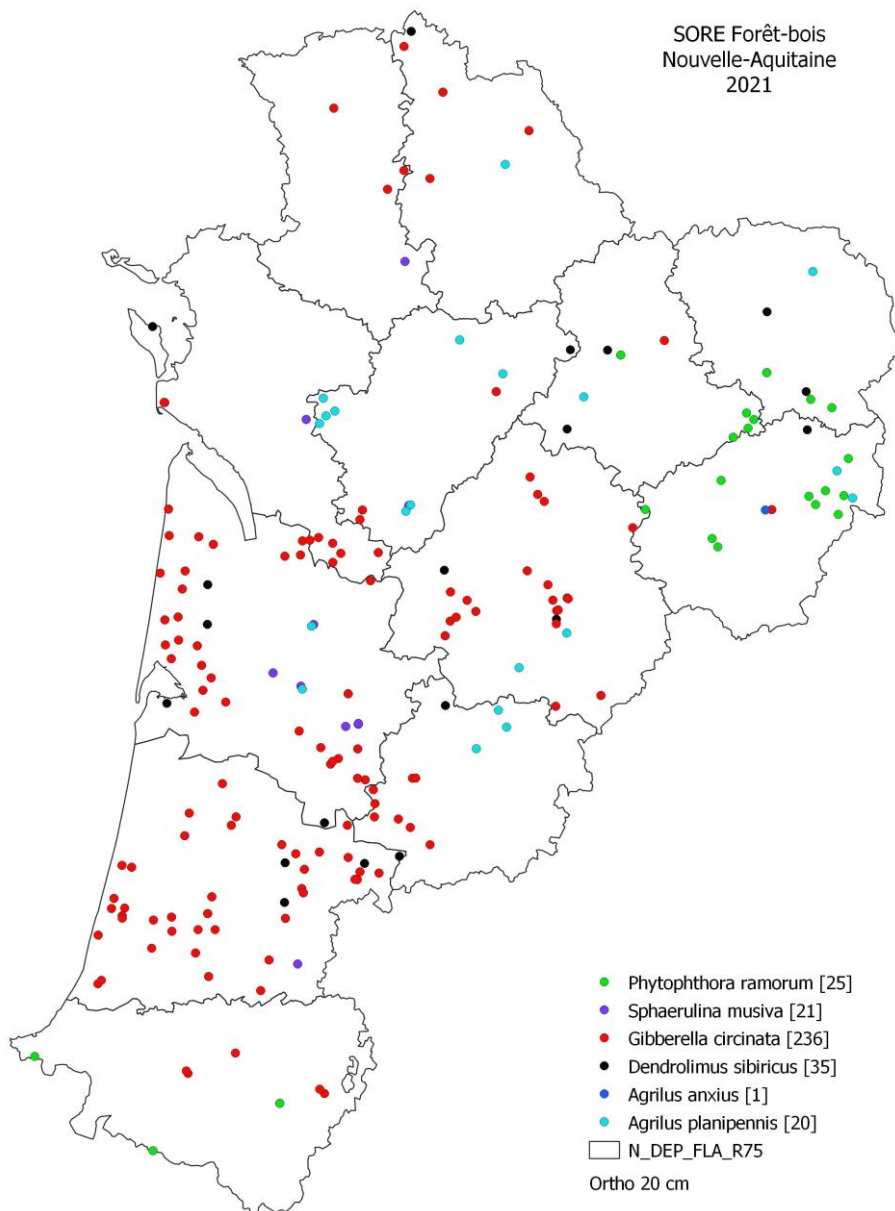 SORE Forêt-bois
Nouvelle-Aquitaine
2021
Phytophthora ramorum [25]
Sphaerulina musiva [21]
Gibberella circinata [236]
Dendrolimus sibiricus [35]
Agrilus anxius [1]
Agrilus planipennis [20]
N_DEP_FLA_R75
Ortho 20 cm